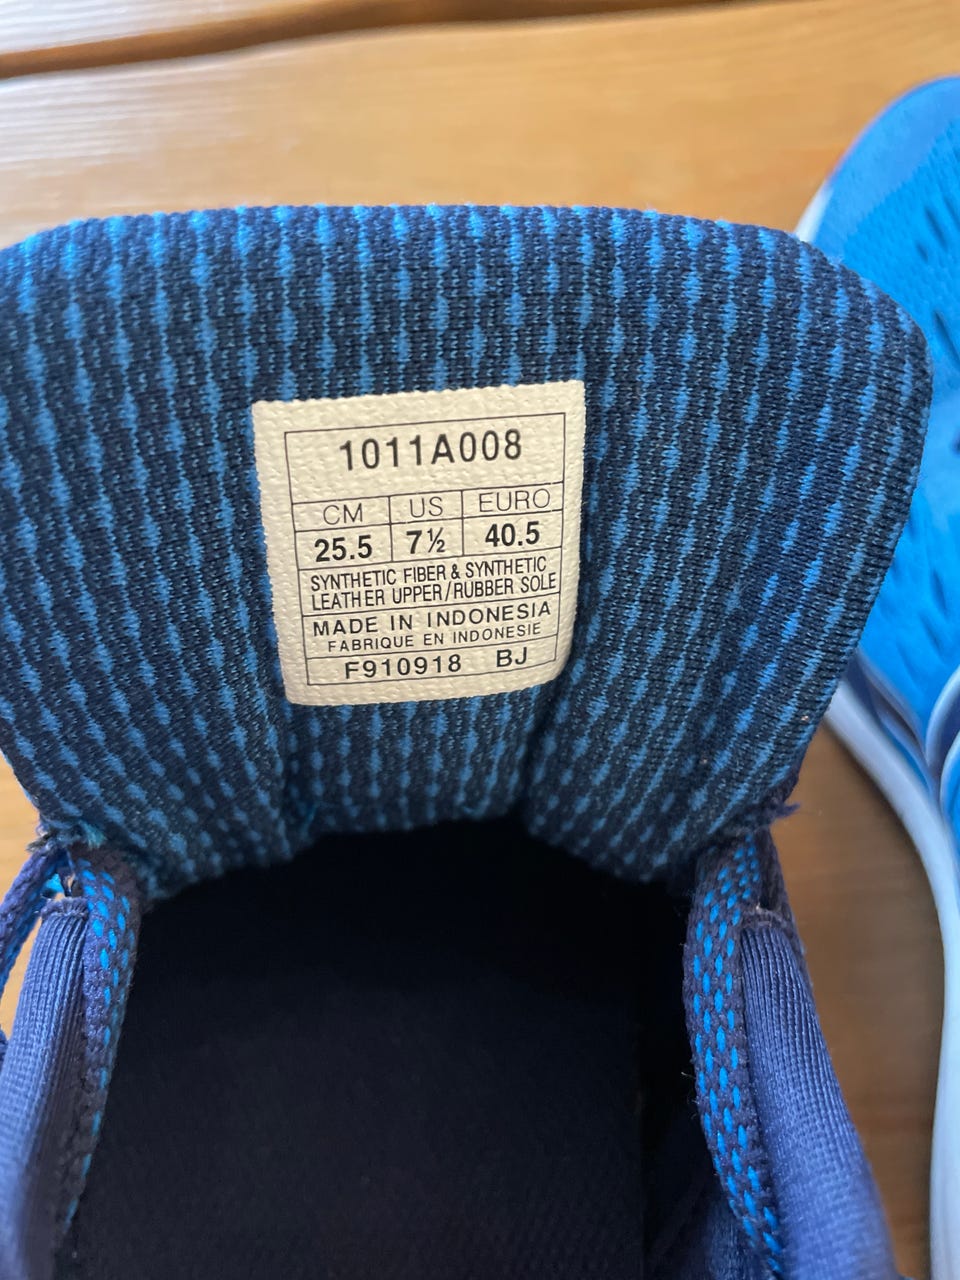 1011A008
CM US EURO
25.5 7½ 40.5
SYNTHETIC FIBER & SYNTHETIC
LEATHER UPPER/RUBBER SOLE
MADE IN INDONESIA
FABRIQUE EN INDONESIE
F910918 BJ